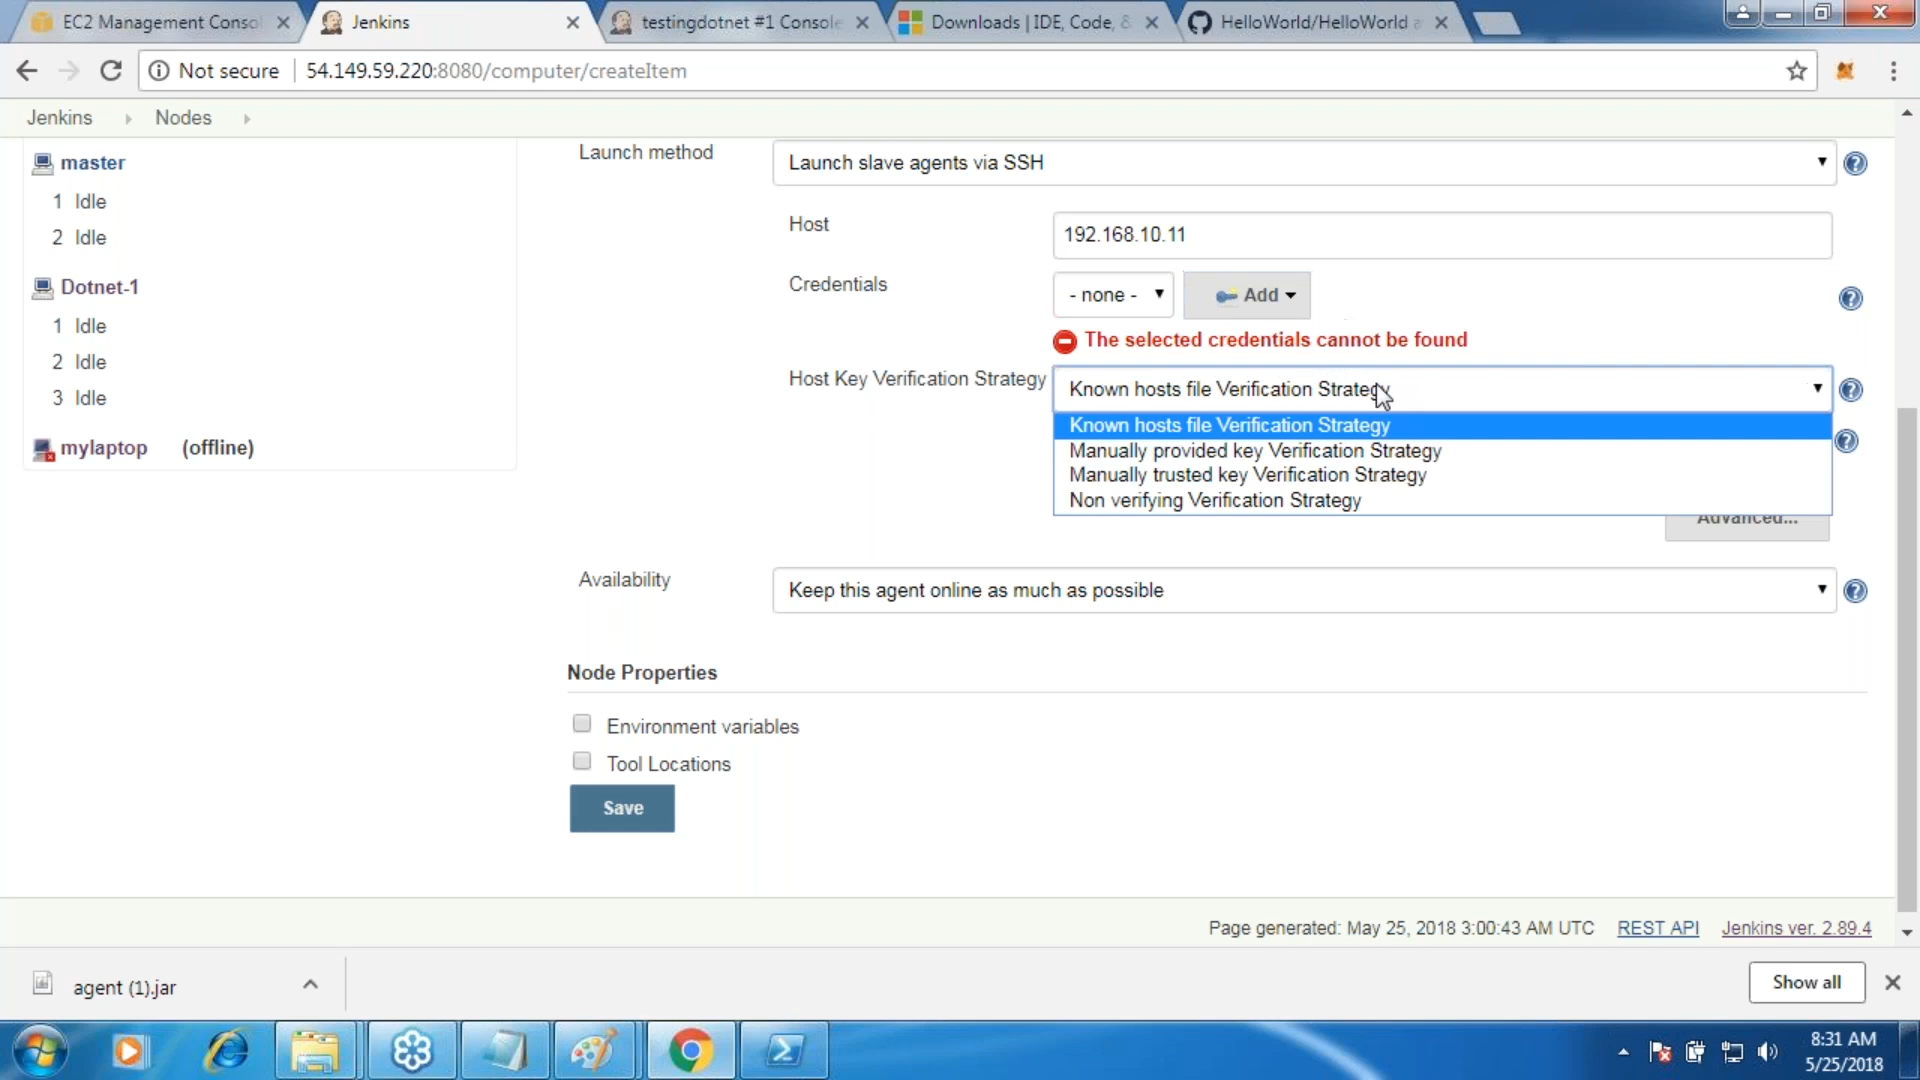 EC2 Management Consol
Jenkins
testingdotnet #1 Console
Downloads | IDE, Code, &
HelloWorld/HelloWorld a
Not secure
54.149.59.220:8080/computer/createItem
Jenkins
Nodes
master
1 Idle
2 Idle
Dotnet-1
1 Idle
2 Idle
3 Idle
mylaptop (offline)
Launch method
Launch slave agents via SSH
Host
192.168.10.11
Credentials
- none -
Add
The selected credentials cannot be found
Host Key Verification Strategy
Known hosts file Verification Strategy
Known hosts file Verification Strategy
Manually provided key Verification Strategy
Manually trusted key Verification Strategy
Non verifying Verification Strategy
Advanced...
Availability
Keep this agent online as much as possible
Node Properties
Environment variables
Tool Locations
Save
Page generated: May 25, 2018 3:00:43 AM UTC
REST API
Jenkins ver. 2.89.4
agent (1).jar
Show all
8:31 AM
5/25/2018